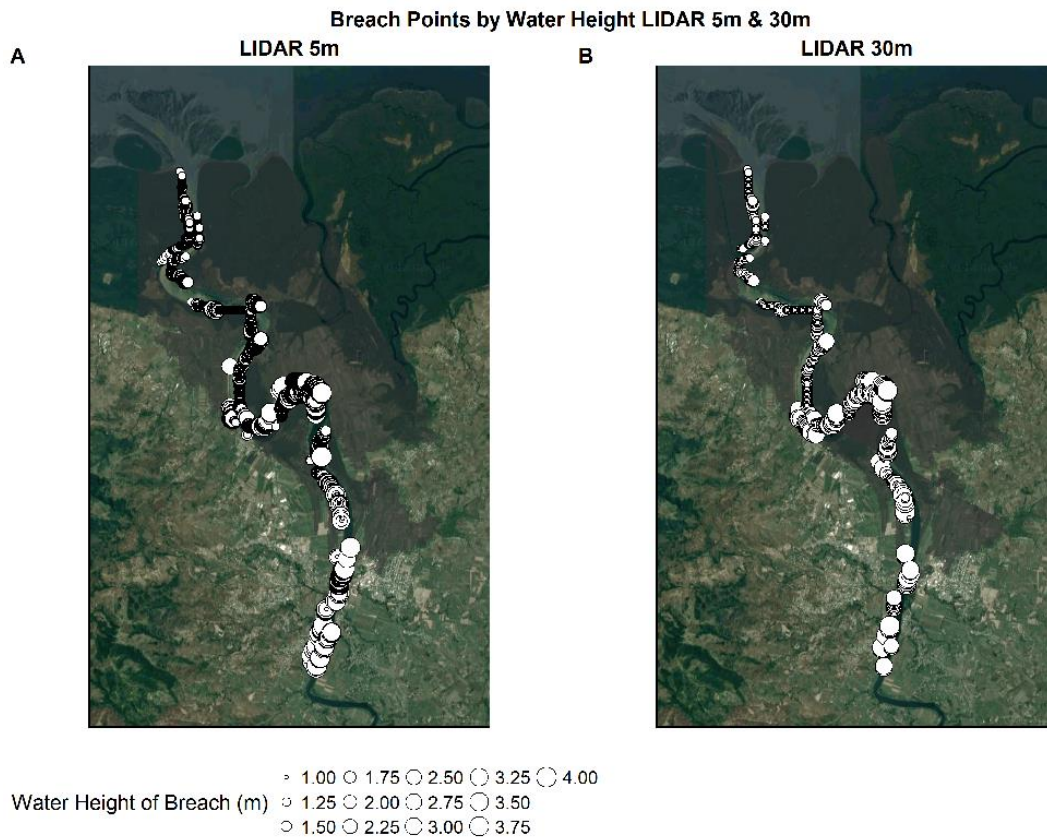 Breach Points by Water Height LIDAR 5m & 30m
A LIDAR 5m B LIDAR 30m
Water Height of Breach (m)
1.00 1.75 2.50 3.25 4.00
1.25 2.00 2.75 3.50
1.50 2.25 3.00 3.75